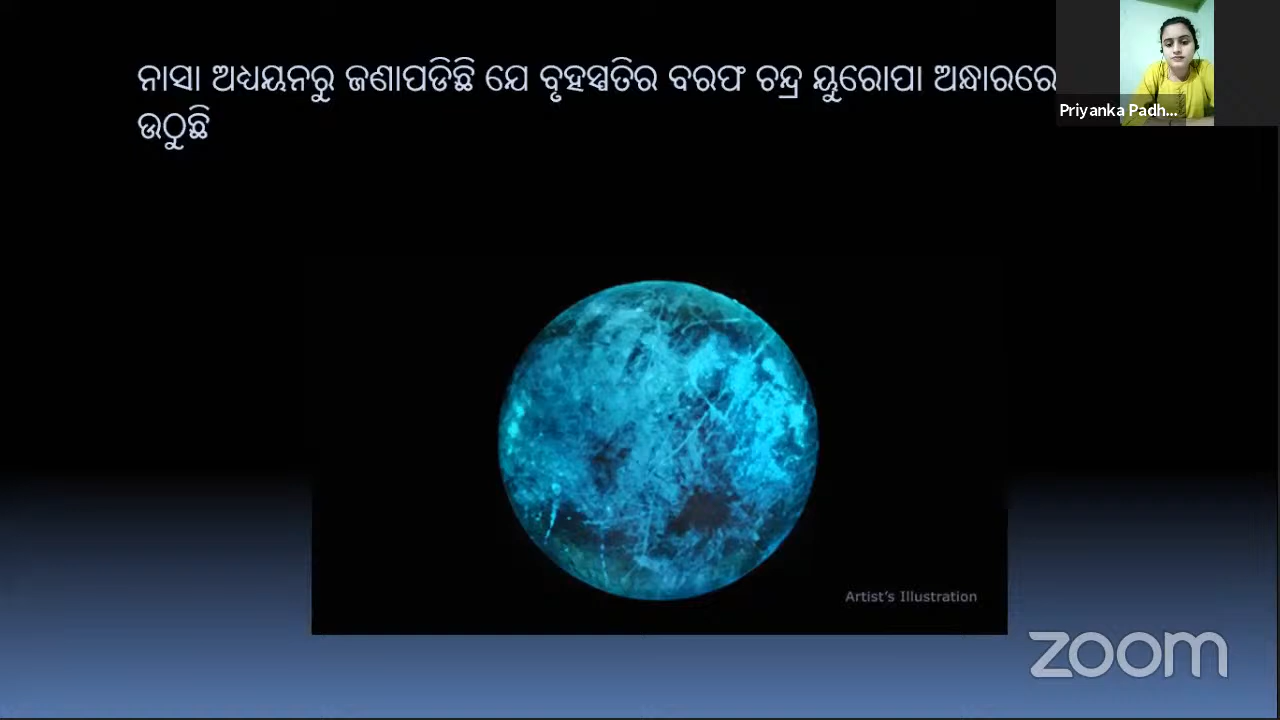 ନାସା ଅଧ୍ୟୟନରୁ ଜଣାପଡିଛି ଯେ ବୃହସ୍ପତିର ବରଫ ଚନ୍ଦ୍ର ୟୁରୋପା ଅନ୍ଧାରରେ
ଉଠୁଛି
Priyanka Padh...
Artist's Illustration
zoom